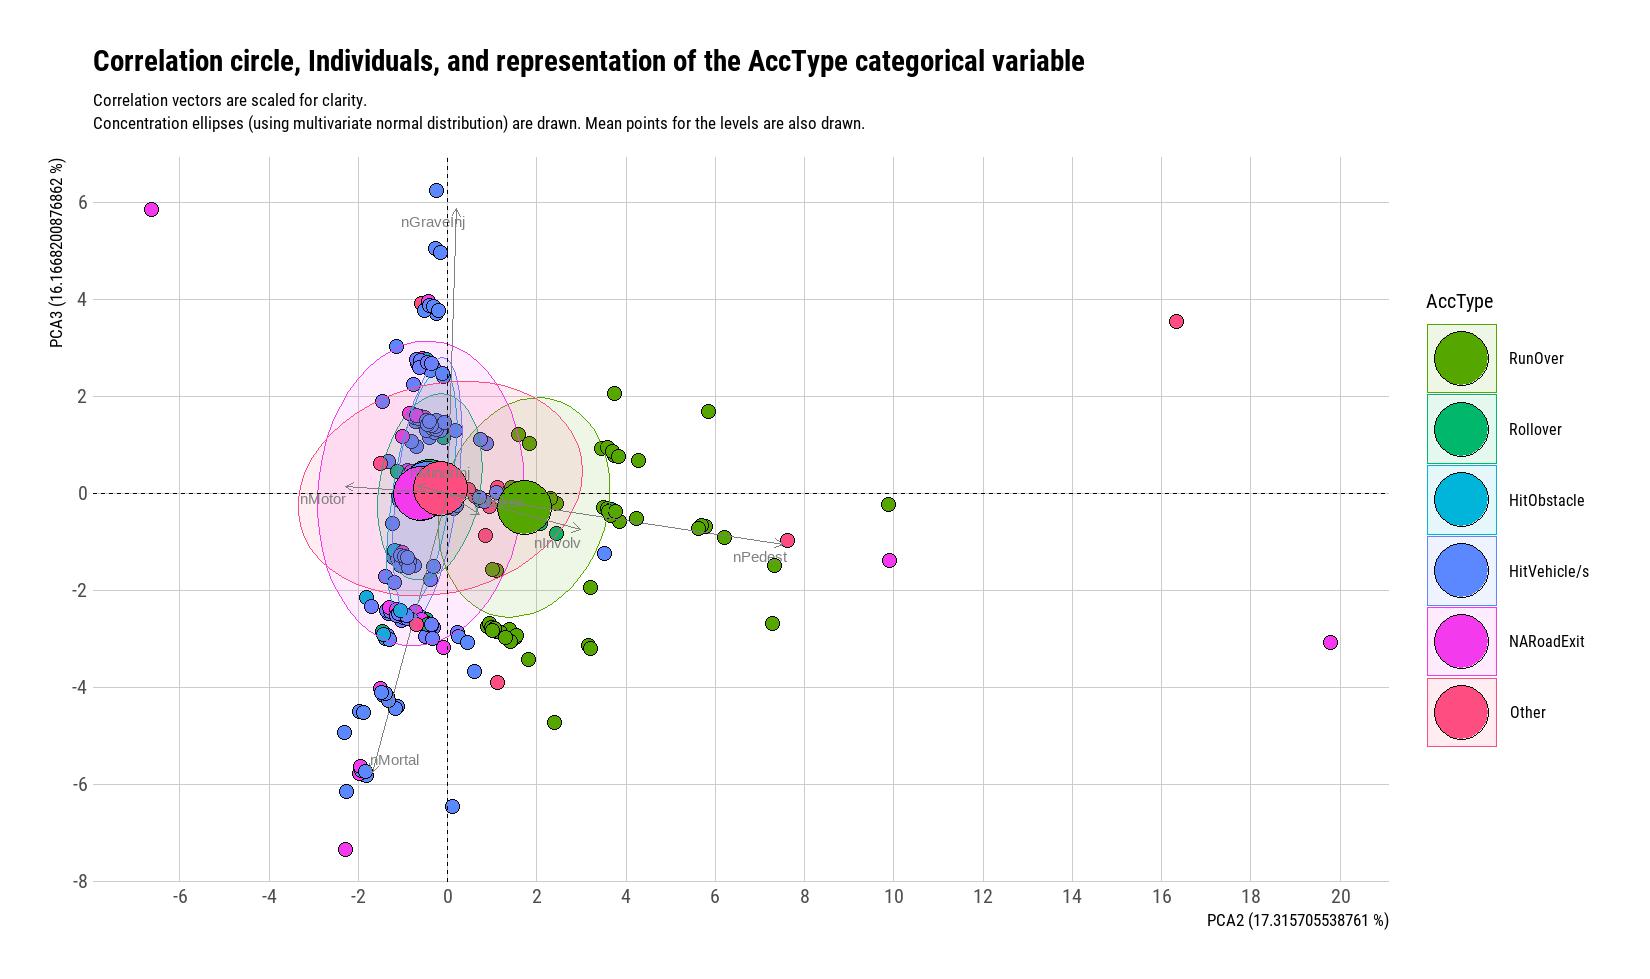 Correlation circle, Individuals, and representation of the AccType categorical variable
Correlation vectors are scaled for clarity.
Concentration ellipses (using multivariate normal distribution) are drawn. Mean points for the levels are also drawn.
PCA3 (16.1668200876862 %)
6
4
2
0
-2
-4
-6
-8
nGraveInj
nMotor
nInvolv
nPedest
nMortal
-6
-4
-2
0
2
4
6
8
10
12
14
16
18
20
PCA2 (17.315705538761 %)
AccType
RunOver
Rollover
HitObstacle
HitVehicle/s
NARoadExit
Other